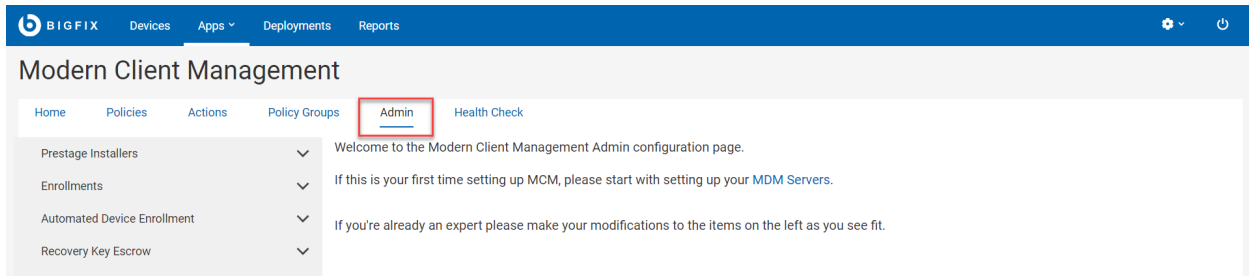 BIGFIX Devices Apps Deployments Reports
Modern Client Management
Home Policies Actions Policy Groups Admin Health Check
Prestage Installers
Enrollments
Automated Device Enrollment
Recovery Key Escrow
Welcome to the Modern Client Management Admin configuration page.
If this is your first time setting up MCM, please start with setting up your MDM Servers.
If you're already an expert please make your modifications to the items on the left as you see fit.